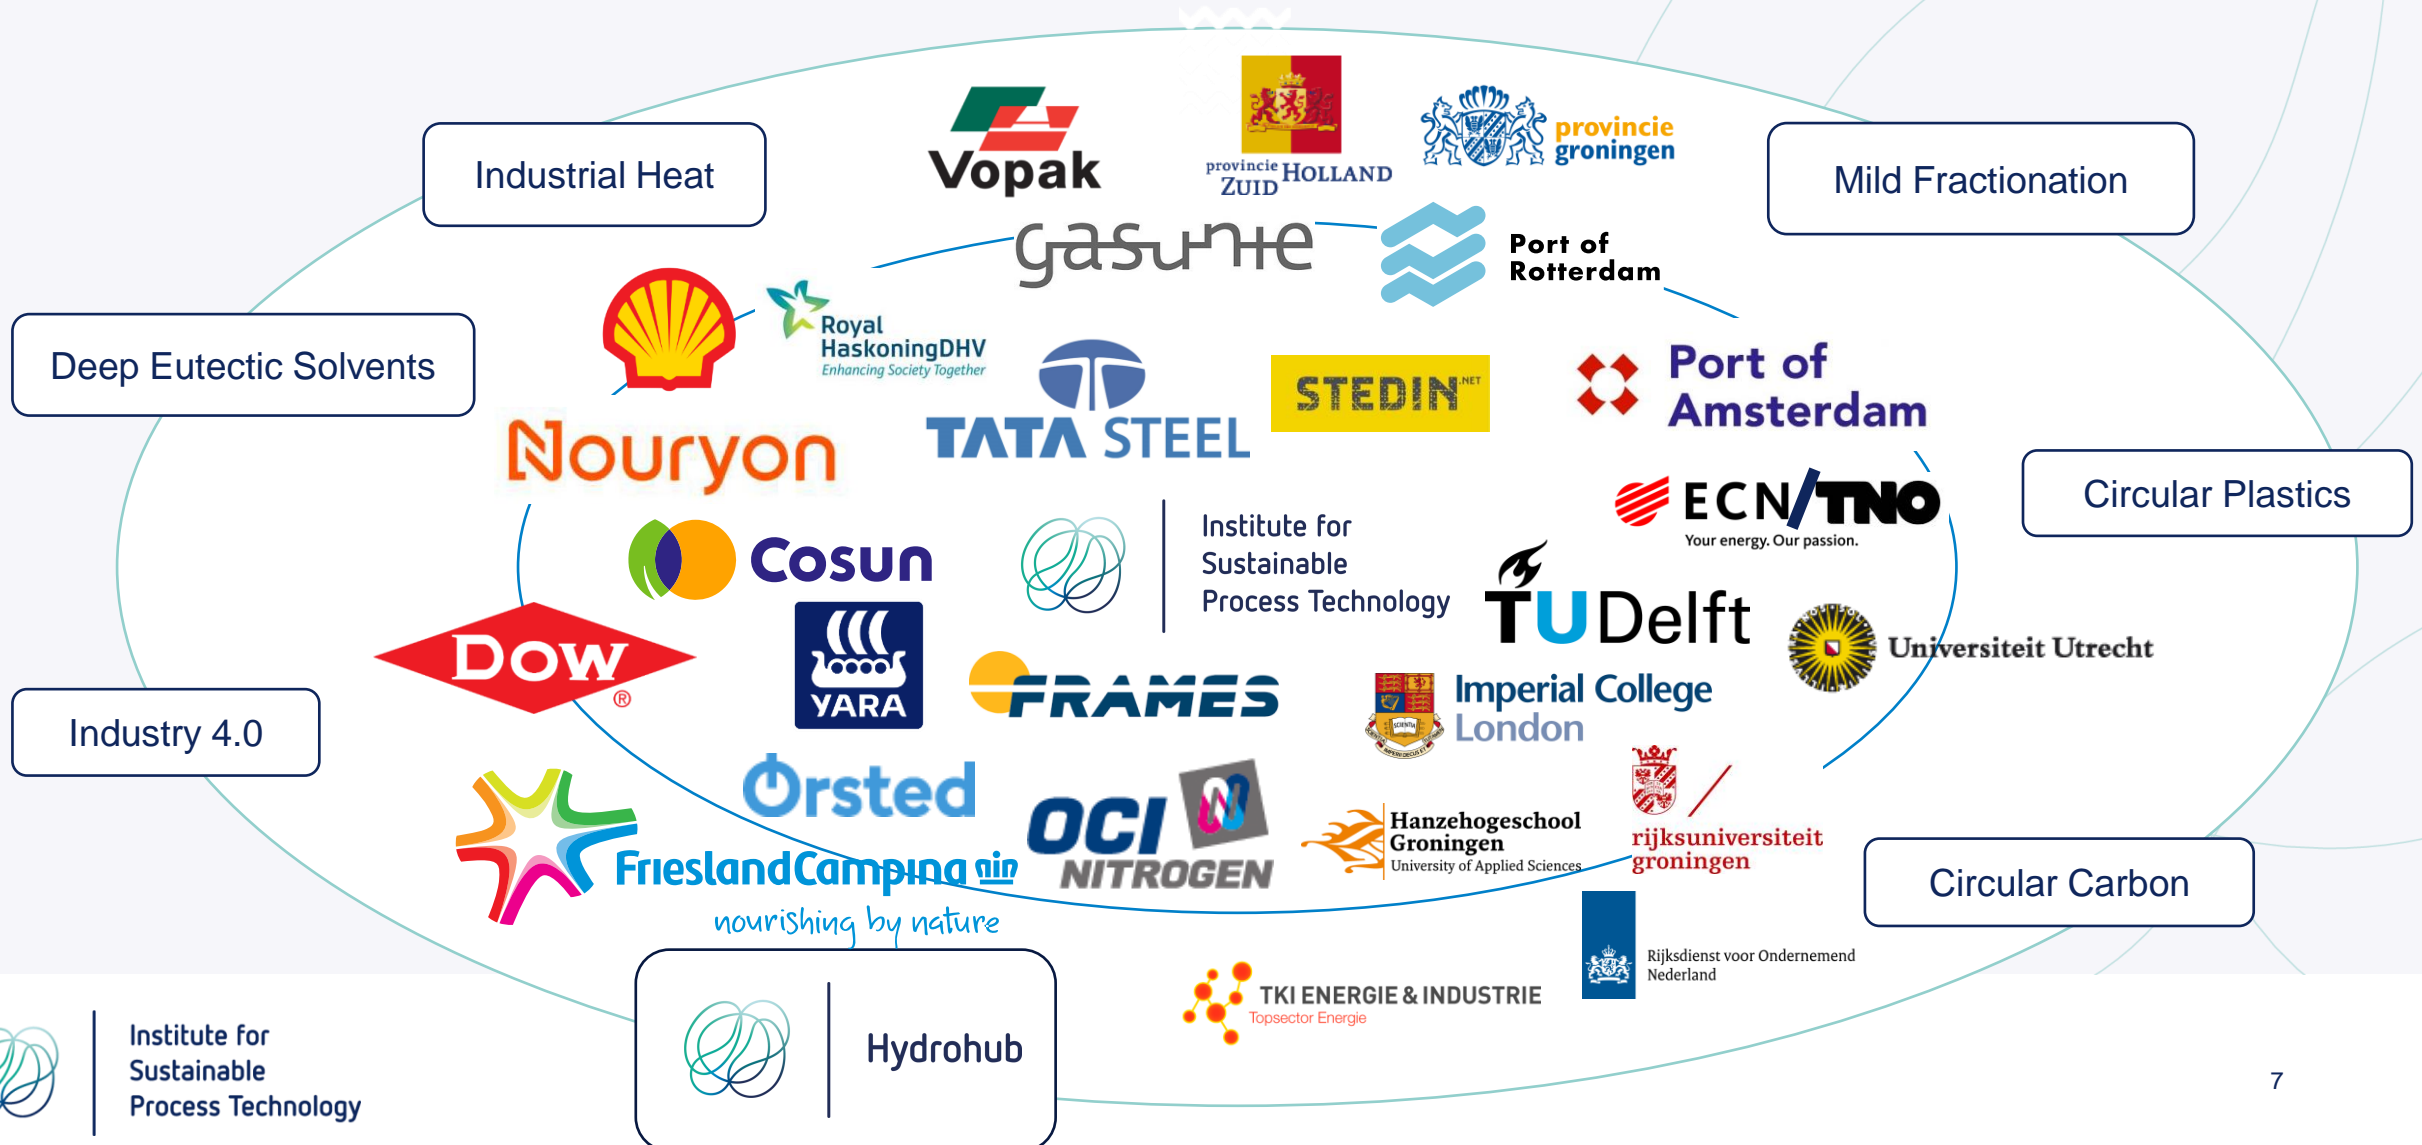 Industrial Heat
Vopak
provincie
ZUID HOLLAND
provincie
groningen
Mild Fractionation
gasunie
Port of
Rotterdam
Deep Eutectic Solvents
Royal
HaskoningDHV
Enhancing Society Together
TATA STEEL
STEDIN.NET
Port of
Amsterdam
Nouryon
ECN/TNO
Your energy. Our passion.
Circular Plastics
Cosun
Institute for
Sustainable
Process Technology
TUDelft
Universiteit Utrecht
DOW
®
YARA
FRAMES
SCIENTIA
Imperial College
London
Industry 4.0
Ørsted
OCI N
NITROGEN
Hanzehogeschool
Groningen
University of Applied Sciences
rijksuniversiteit
groningen
FrieslandCampina
nourishing by nature
Circular Carbon
Rijksdienst voor Ondernemend
Nederland
TKI ENERGIE & INDUSTRIE
Topsector Energie
Hydrohub
Institute for
Sustainable
Process Technology
7